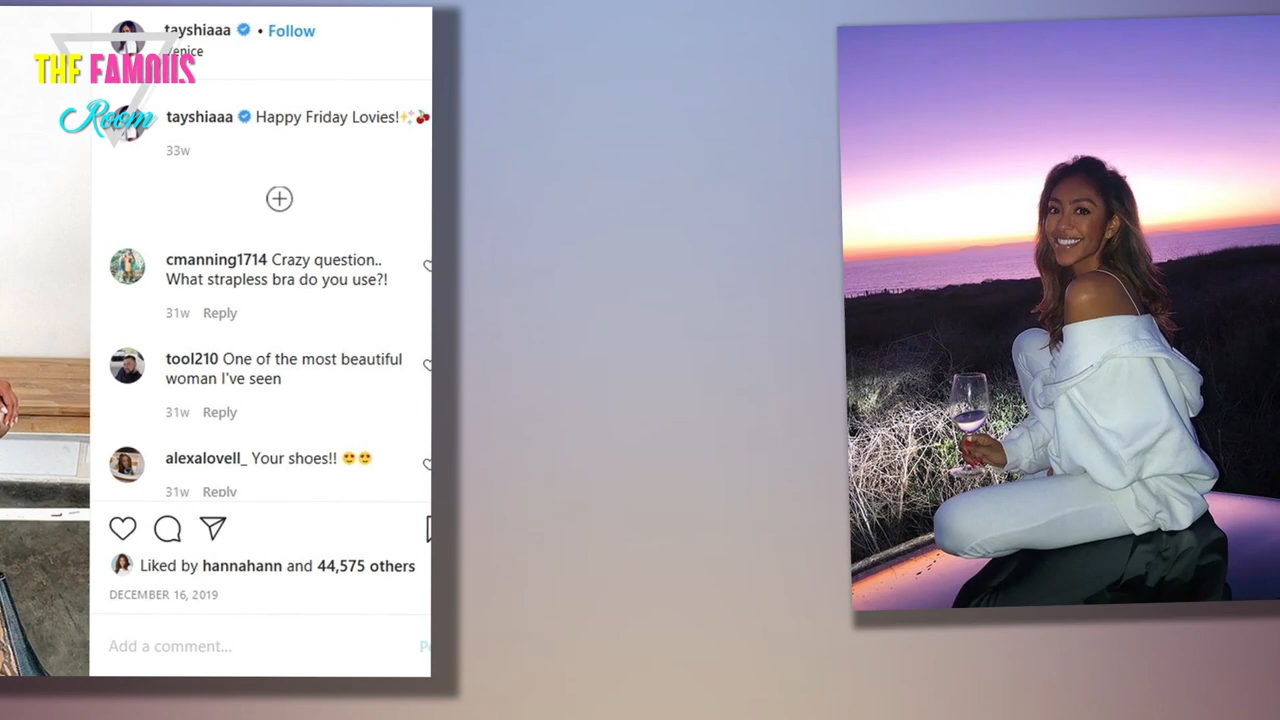 tayshiaaa • Follow
Venice
THE FAMOUS
Room
tayshiaaa Happy Friday Lovies!✨🍒
33w
cmanning1714 Crazy question..
What strapless bra do you use?!
31w Reply
tool210 One of the most beautiful
woman I've seen
31w Reply
alexalovell_ Your shoes!! 😍😍
31w Reply
Liked by hannahann and 44,575 others
DECEMBER 16, 2019
Add a comment...